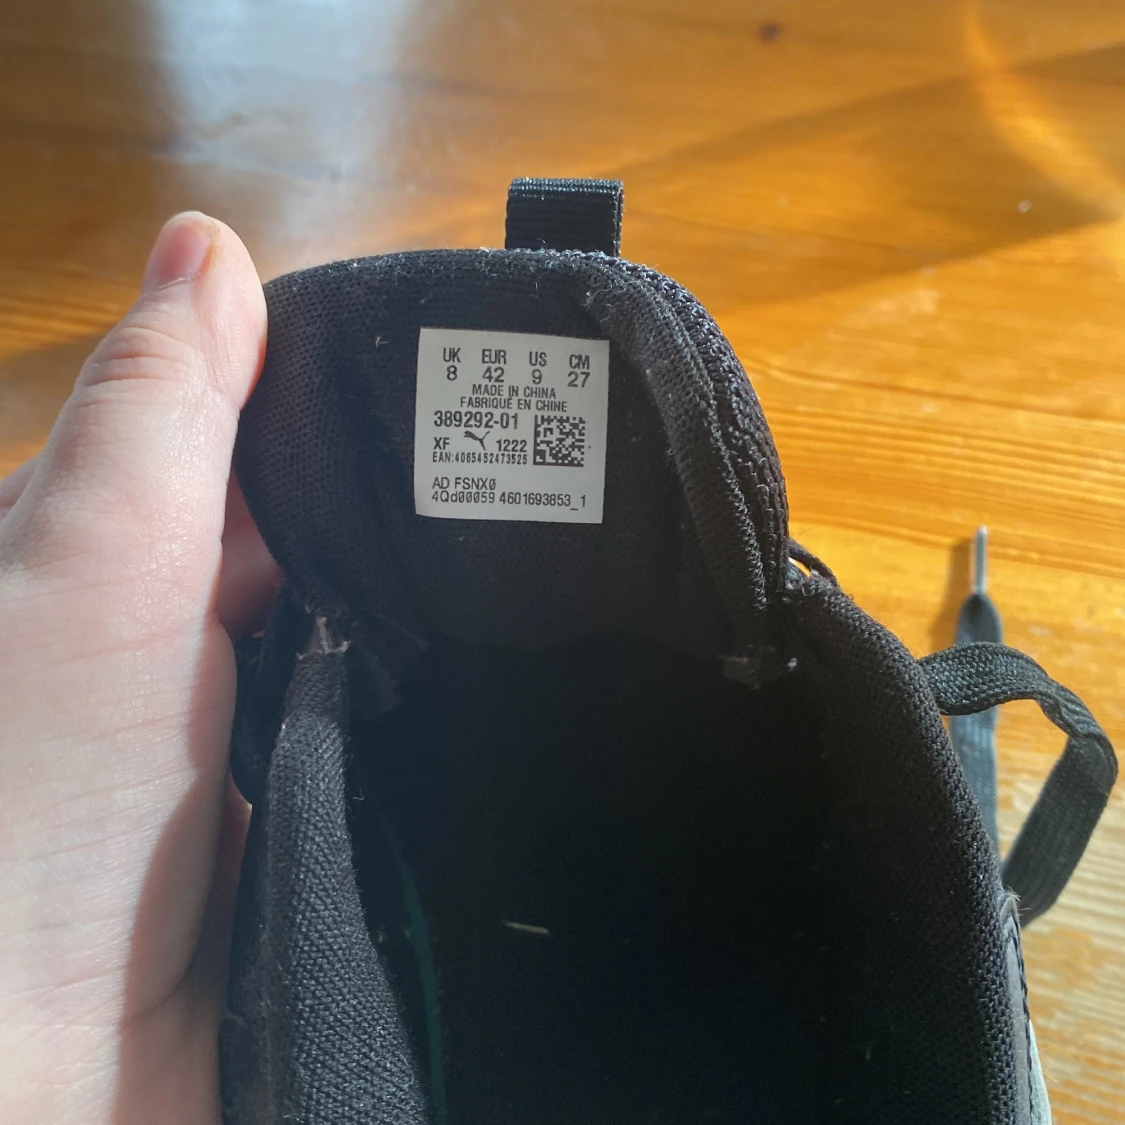 UK EUR US CM
8 42 9 27
MADE IN CHINA
FABRIQUÉ EN CHINE
389292-01
XF 1222
EAN:4065452473525
AD FSNX0
4Qd00059 4601693853_1